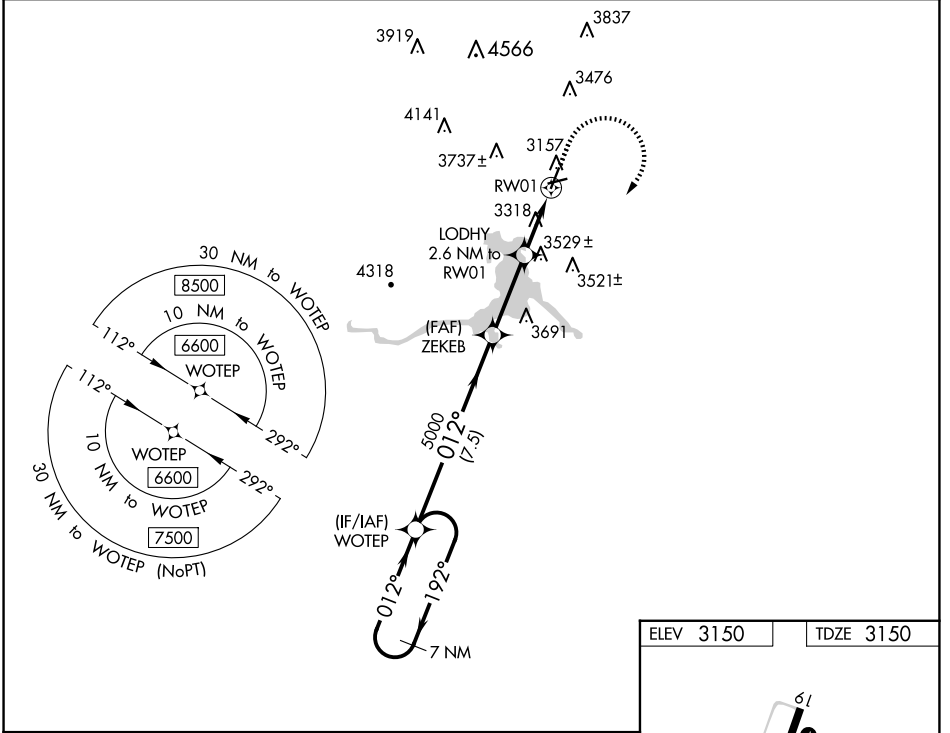 3919
4566
3837
3476
4141
3737±
3157
RW01
3318
LODHY
2.6 NM to
RW01
3529±
3521±
4318
(FAF)
ZEKEB
3691
30 NM to WOTEP
8500
10 NM to WOTEP
6600
WOTEP
112°
292°
112°
292°
WOTEP
6600
10 NM to WOTEP
7500
30 NM to WOTEP (NoPT)
5000
012°
(7.5)
(IF/IAF)
WOTEP
012°
192°
7 NM
ELEV 3150
TDZE 3150
19